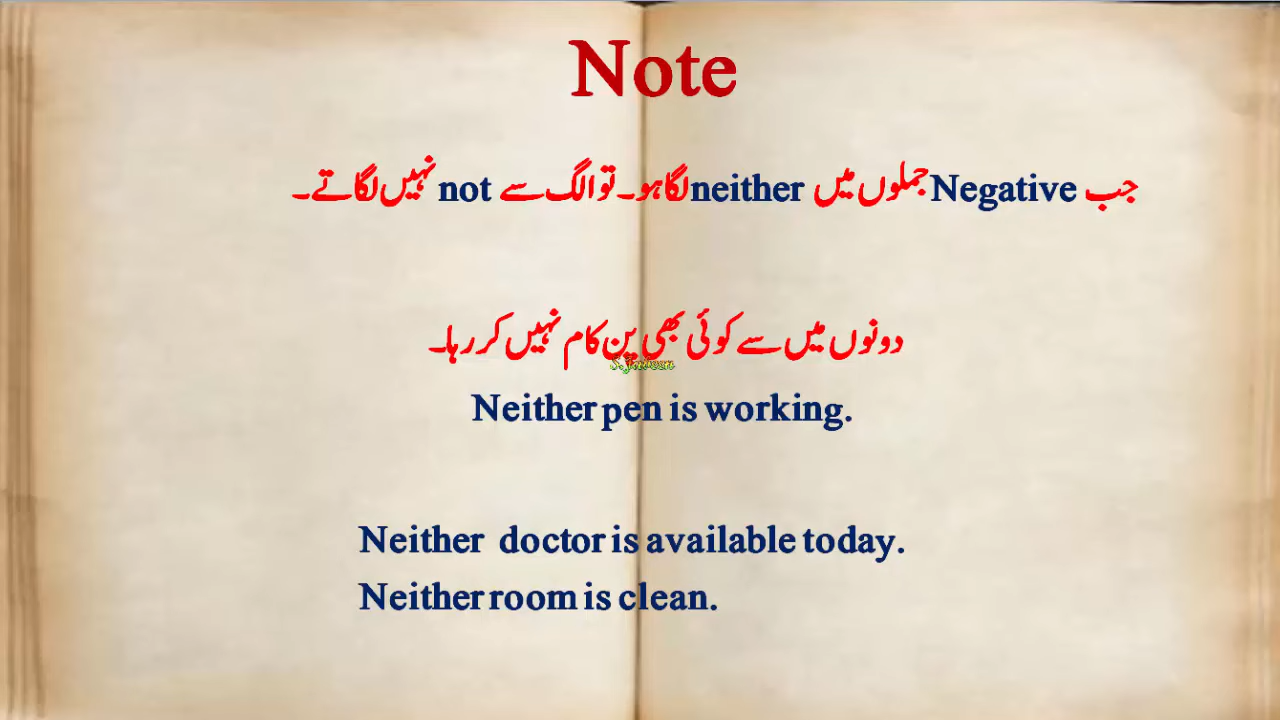 Note
جب Negative جملوں میں neither لگا ہو۔ تو الگ سے not نہیں لگاتے۔
دونوں میں سے کوئی بھی پن کام نہیں کر رہا۔
S.Jabeen
Neither pen is working.
Neither doctor is available today.
Neither room is clean.